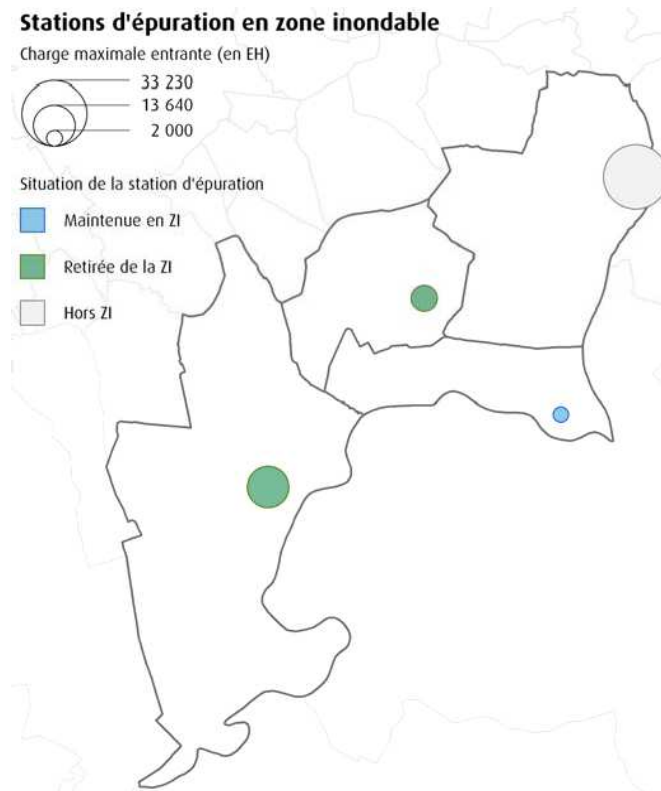 Stations d'épuration en zone inondable
Charge maximale entrante (en EH)
33 230
13 640
2 000
Situation de la station d'épuration
Maintenue en ZI
Retirée de la ZI
Hors ZI